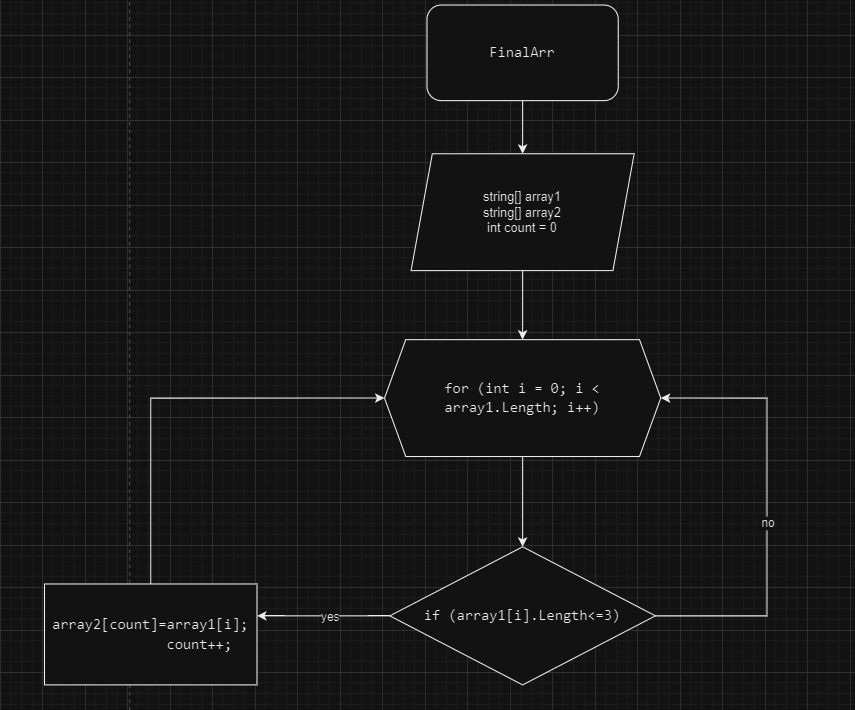 FinalArr
string[] array1
string[] array2
int count = 0
for (int i = 0; i <
array1.Length; i++)
no
if (array1[i].Length<=3)
yes
array2[count]=array1[i];
count++;